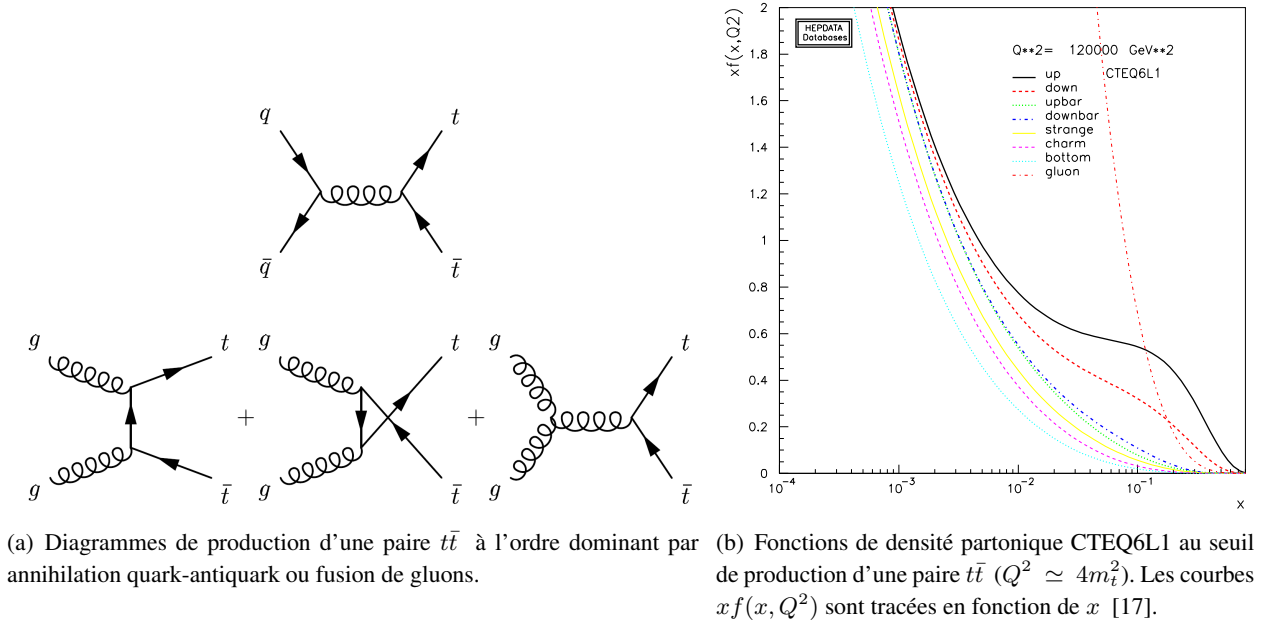 q
t
q̄
t̄
g
t
g
t
g
t
+
+
g
t̄
g
t̄
g
t̄
(a) Diagrammes de production d'une paire tt̄ à l'ordre dominant par
annihilation quark-antiquark ou fusion de gluons.
xf(x,Q2)
HEPDATA
Databases
Q**2= 120000 GeV**2
up CTEQ6L1
down
upbar
downbar
strange
charm
bottom
gluon
2
1.8
1.6
1.4
1.2
1
0.8
0.6
0.4
0.2
0
10⁻⁴
10⁻³
10⁻²
10⁻¹
x
(b) Fonctions de densité partonique CTEQ6L1 au seuil
de production d'une paire tt̄ (Q² ≃ 4m_t²). Les courbes
xf(x, Q²) sont tracées en fonction de x [17].